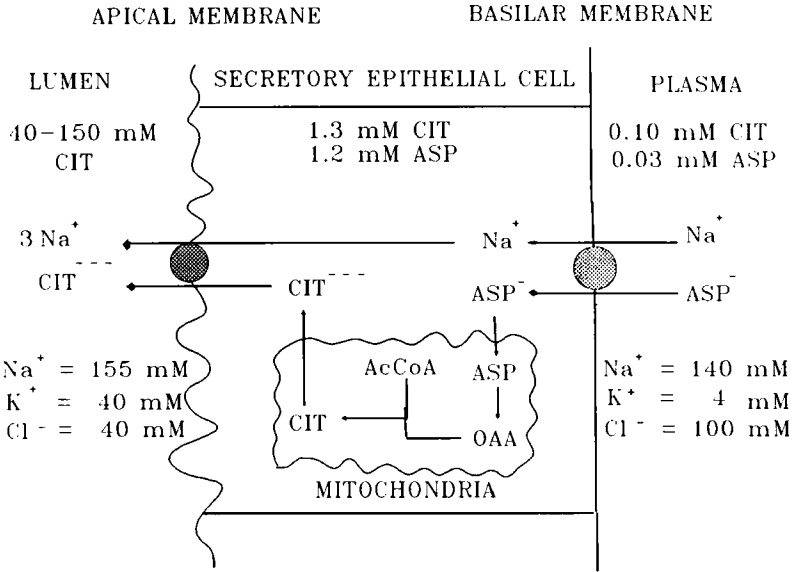 APICAL MEMBRANE BASILAR MEMBRANE
LUMEN SECRETORY EPITHELIAL CELL PLASMA
40-150 mM
CIT
1.3 mM CIT
1.2 mM ASP
0.10 mM CIT
0.03 mM ASP
3 Na⁺ Na⁺ Na⁺
CIT⁻⁻⁻ CIT⁻⁻⁻ ASP⁻ ASP⁻
AcCoA ASP
CIT OAA
MITOCHONDRIA
Na⁺ = 155 mM
K⁺ = 40 mM
Cl⁻ = 40 mM
Na⁺ = 140 mM
K⁺ = 4 mM
Cl⁻ = 100 mM